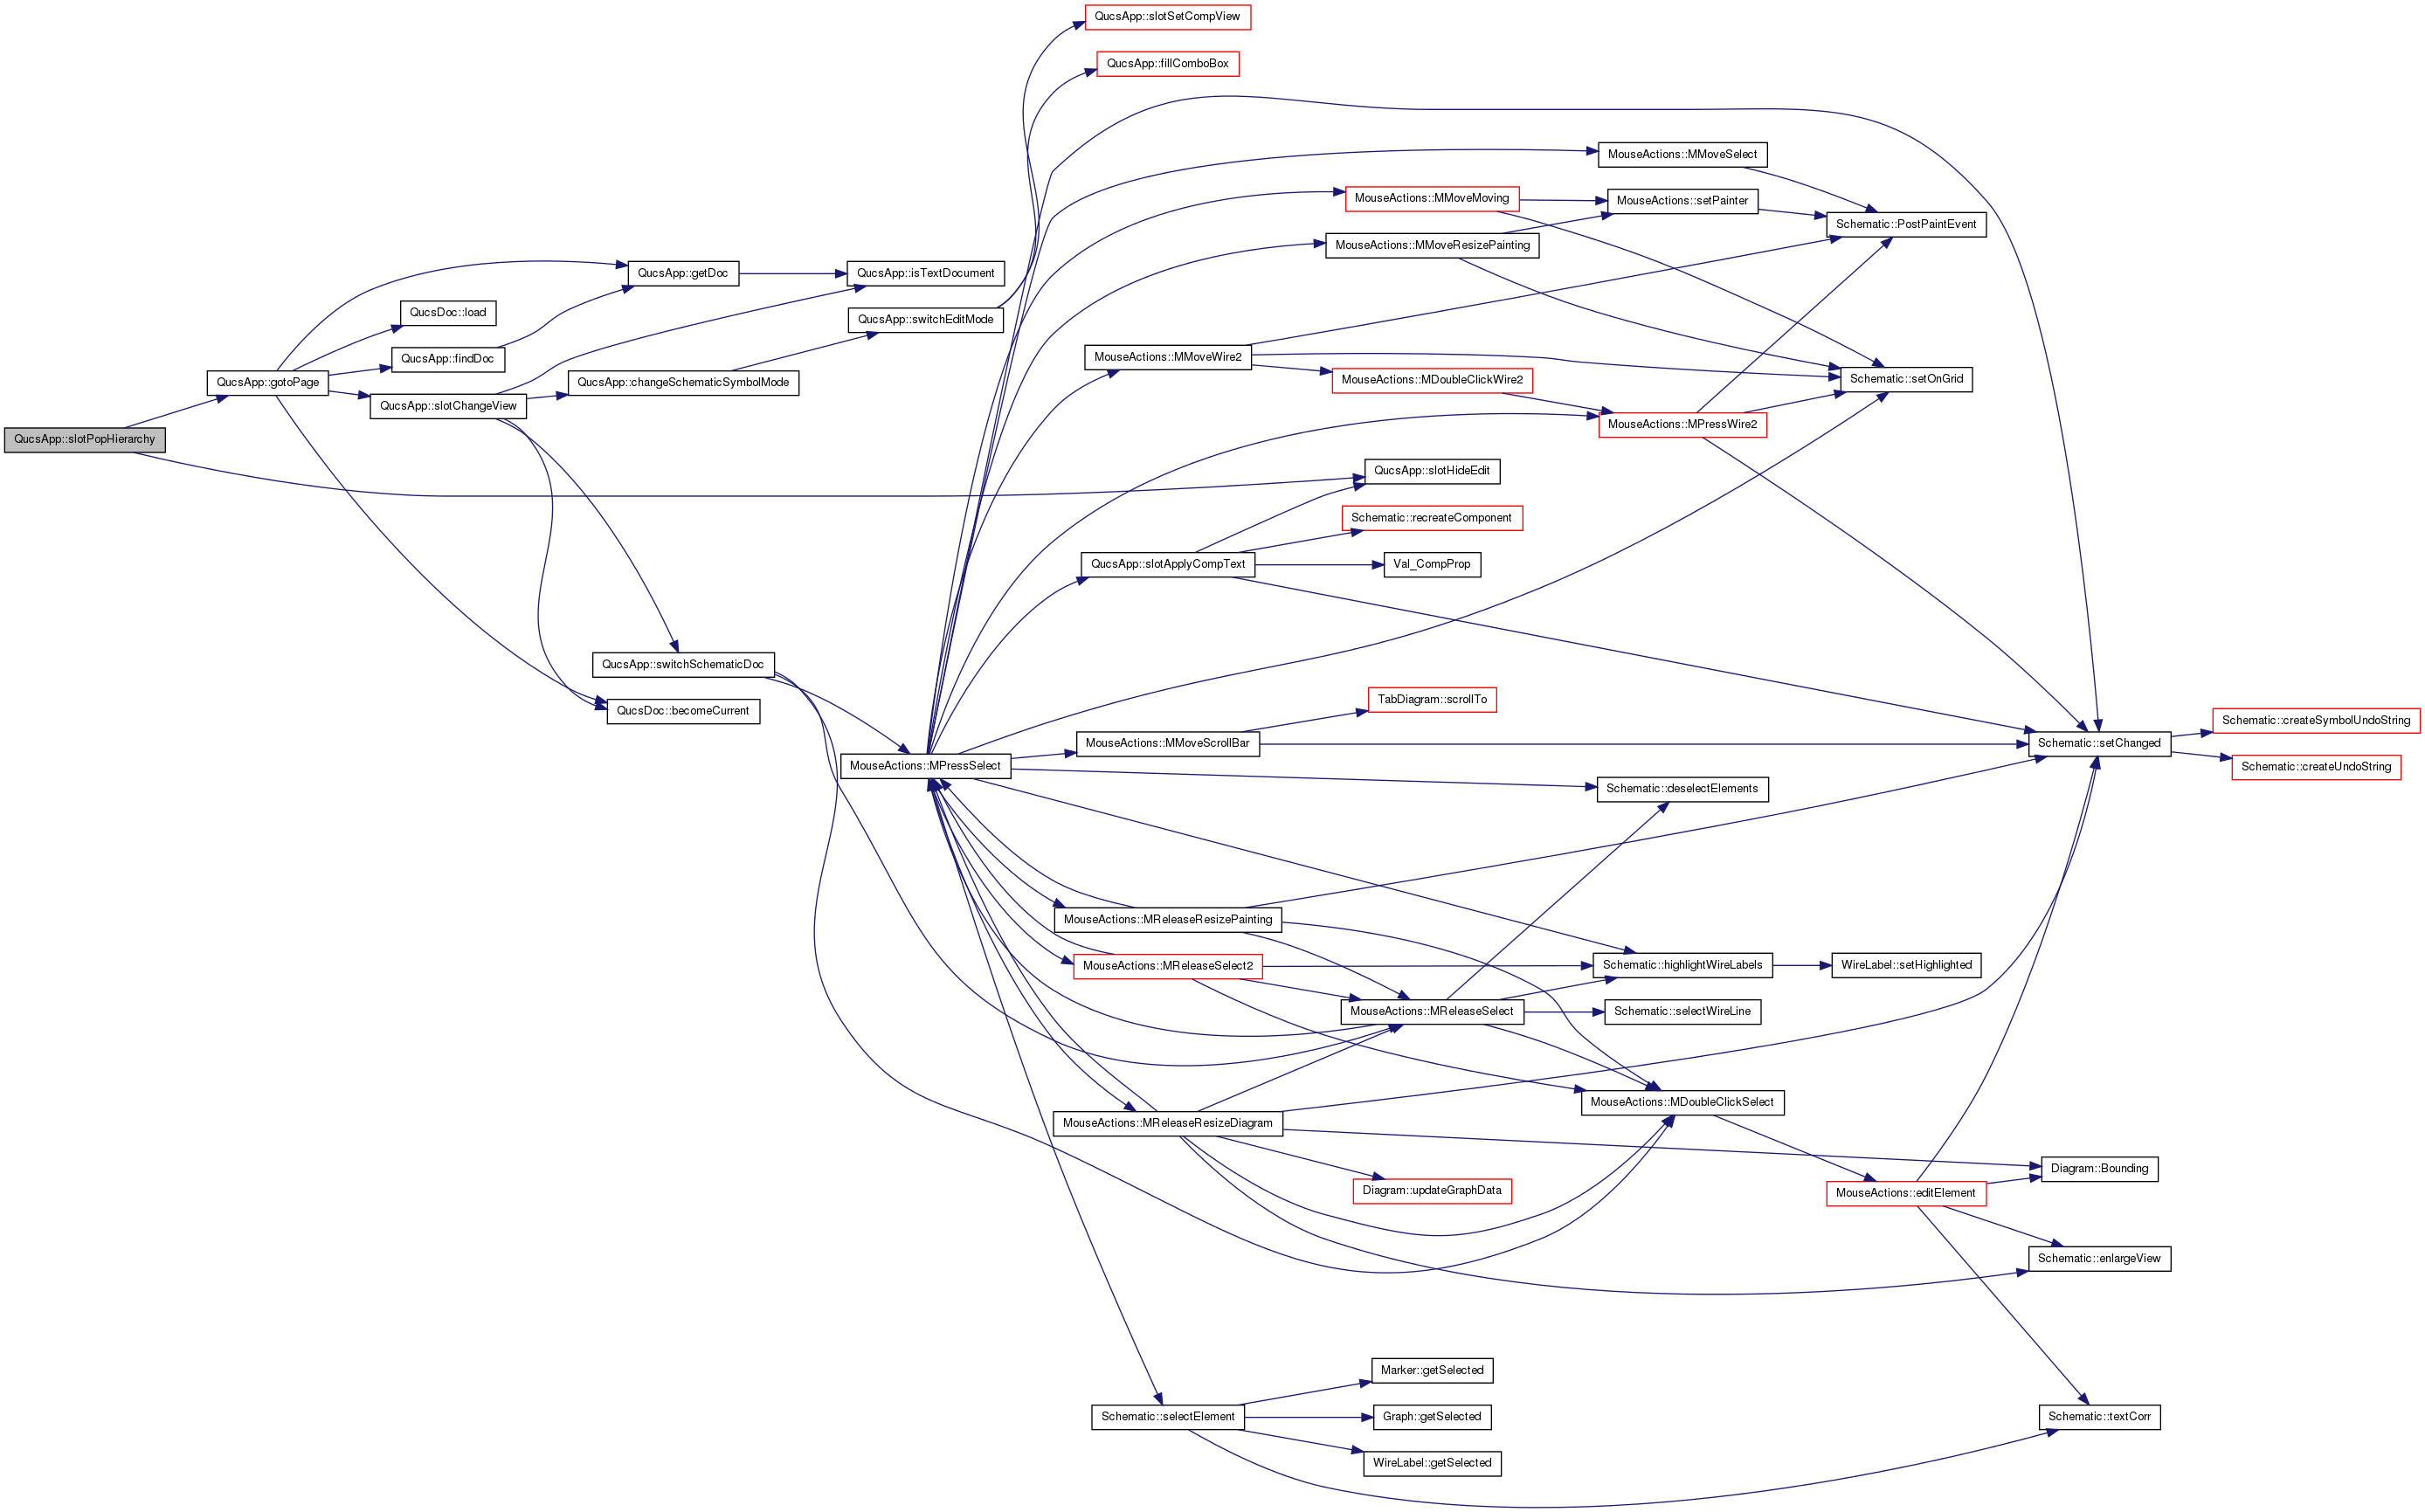 QucsApp::slotSetCompView
QucsApp::fillComboBox
MouseActions::MMoveSelect
MouseActions::MMoveMoving
MouseActions::setPainter
Schematic::PostPaintEvent
MouseActions::MMoveResizePainting
QucsApp::getDoc
QucsApp::isTextDocument
QucsDoc::load
QucsApp::switchEditMode
QucsApp::findDoc
MouseActions::MMoveWire2
QucsApp::gotoPage
QucsApp::changeSchematicSymbolMode
MouseActions::MDoubleClickWire2
Schematic::setOnGrid
QucsApp::slotChangeView
MouseActions::MPressWire2
QucsApp::slotPopHierarchy
QucsApp::slotHideEdit
Schematic::recreateComponent
QucsApp::slotApplyCompText
Val_CompProp
QucsApp::switchSchematicDoc
TabDiagram::scrollTo
QucsDoc::becomeCurrent
Schematic::createSymbolUndoString
MouseActions::MMoveScrollBar
Schematic::setChanged
MouseActions::MPressSelect
Schematic::createUndoString
Schematic::deselectElements
MouseActions::MReleaseResizePainting
MouseActions::MReleaseSelect2
Schematic::highlightWireLabels
WireLabel::setHighlighted
MouseActions::MReleaseSelect
Schematic::selectWireLine
MouseActions::MDoubleClickSelect
MouseActions::MReleaseResizeDiagram
Diagram::Bounding
Diagram::updateGraphData
MouseActions::editElement
Schematic::enlargeView
Marker::getSelected
Schematic::selectElement
Graph::getSelected
Schematic::textCorr
WireLabel::getSelected